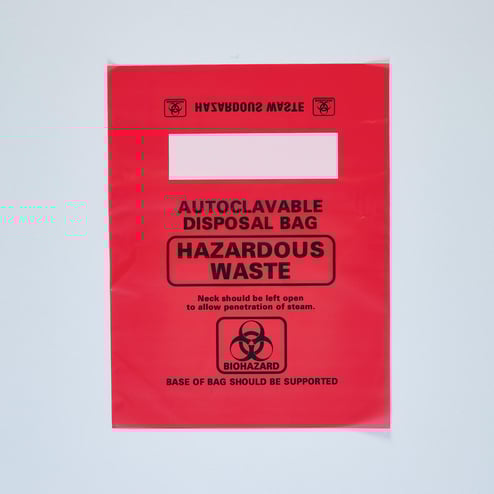 HAZARDOUS WASTE
AUTOCLAVABLE
DISPOSAL BAG
HAZARDOUS
WASTE
Neck should be left open
to allow penetration of steam.
BIOHAZARD
BASE OF BAG SHOULD BE SUPPORTED